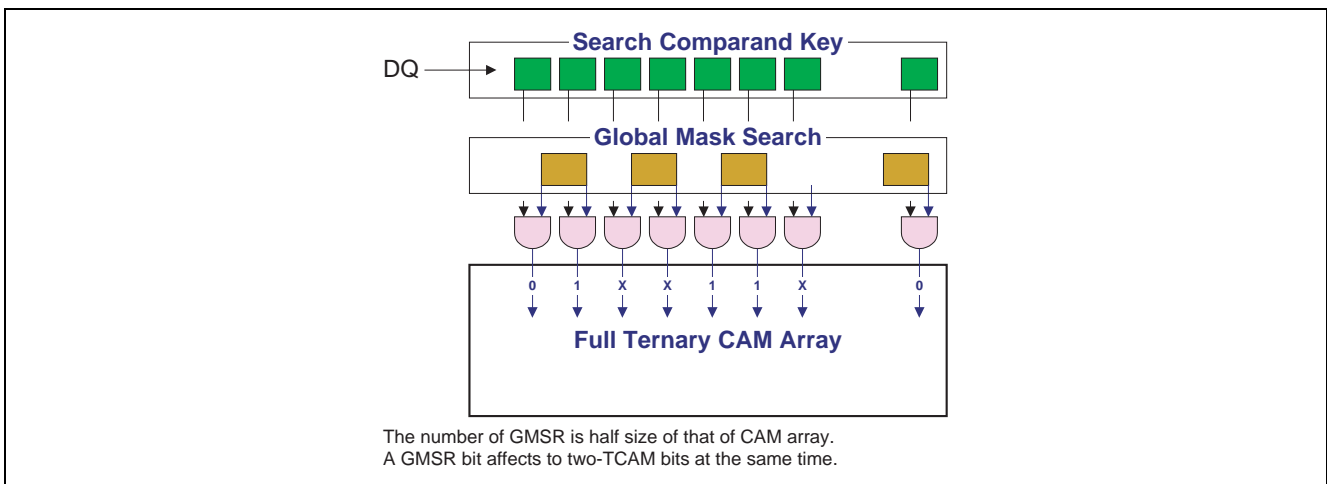 Search Comparand Key
DQ
Global Mask Search
0 1 X X 1 1 X 0
Full Ternary CAM Array
The number of GMSR is half size of that of CAM array.
A GMSR bit affects to two-TCAM bits at the same time.